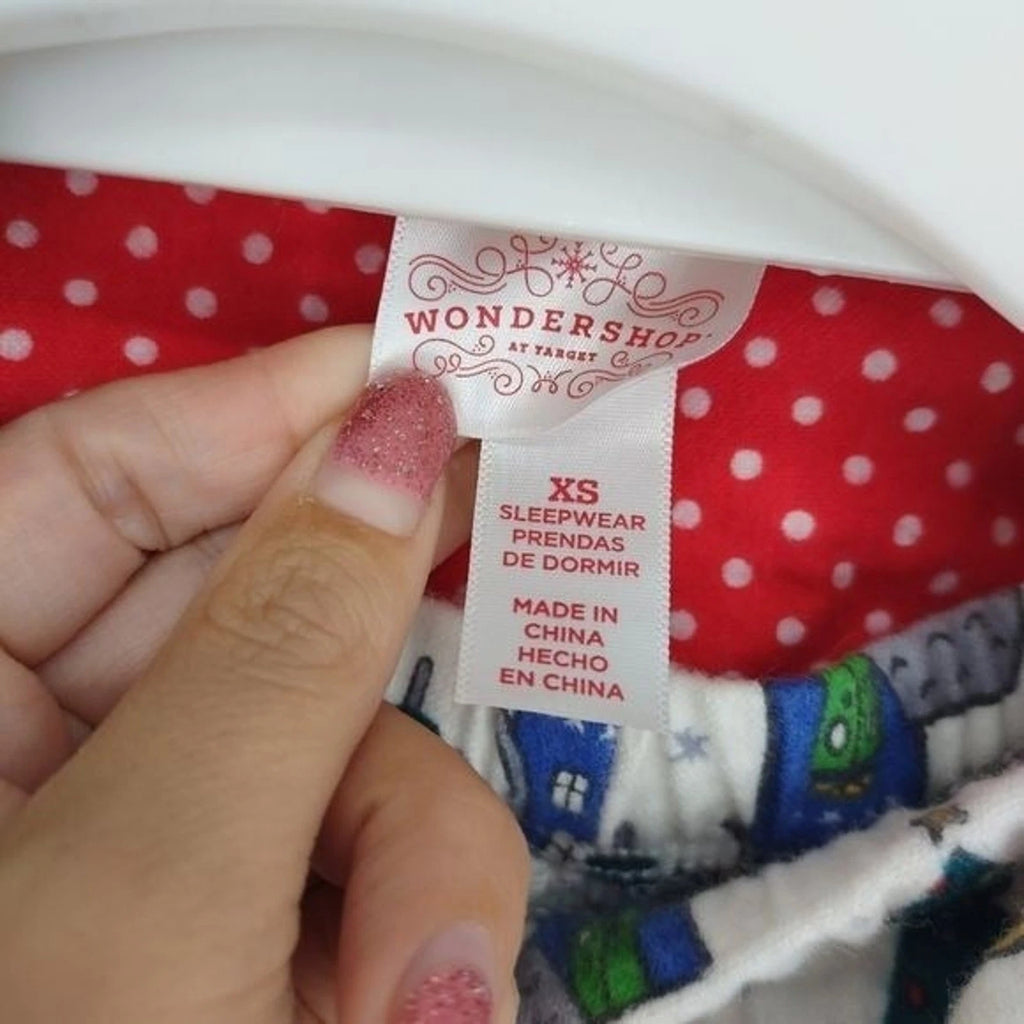 WONDERSHOP
AT TARGET
XS
SLEEPWEAR
PRENDAS
DE DORMIR
MADE IN
CHINA
HECHO
EN CHINA